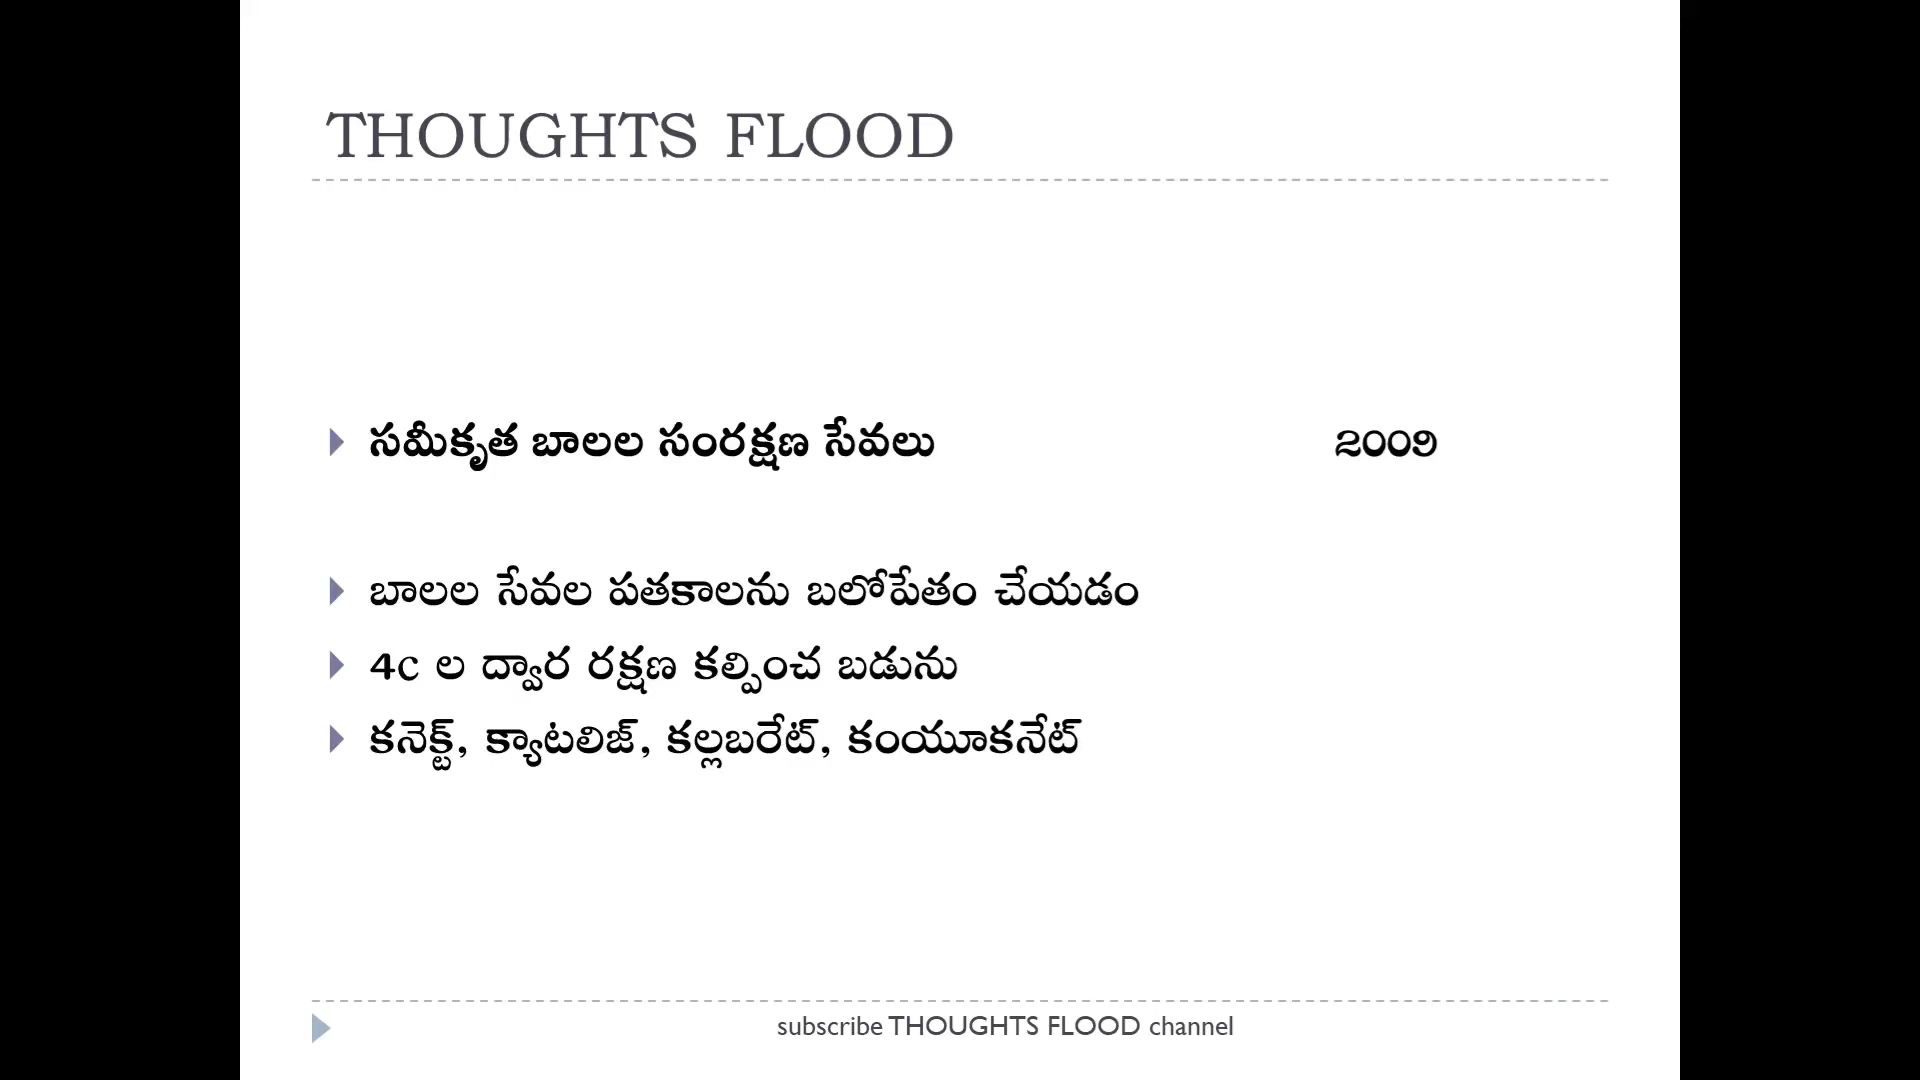 THOUGHTS FLOOD
సమీకృత బాలల సంరక్షణ సేవలు 2009
బాలల సేవల పతకాలను బలోపేతం చేయడం
4c ల ద్వార రక్షణ కల్పించ బడును
కనెక్ట్, క్యాటలిజ్, కల్లబరేట్, కంయూకనేట్
subscribe THOUGHTS FLOOD channel